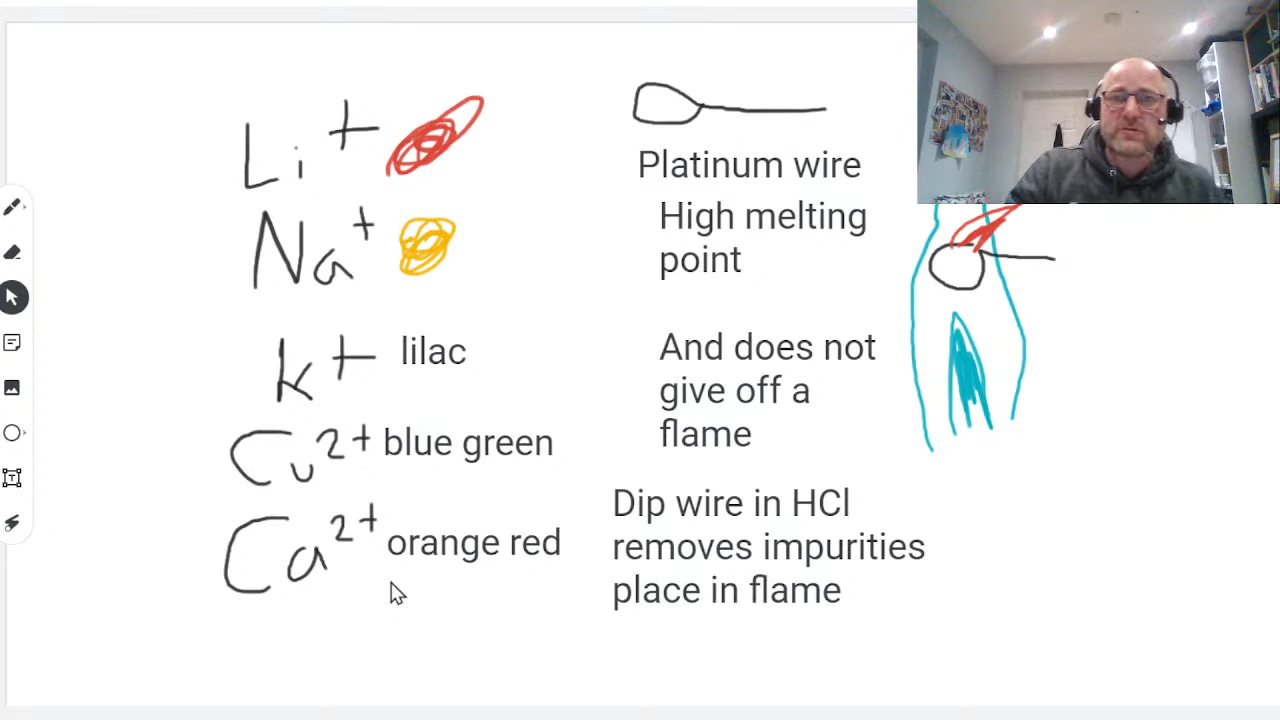 Li+
Na+
k+ lilac
Cu2+ blue green
Ca2+ orange red
Platinum wire
High melting
point
And does not
give off a
flame
Dip wire in HCl
removes impurities
place in flame